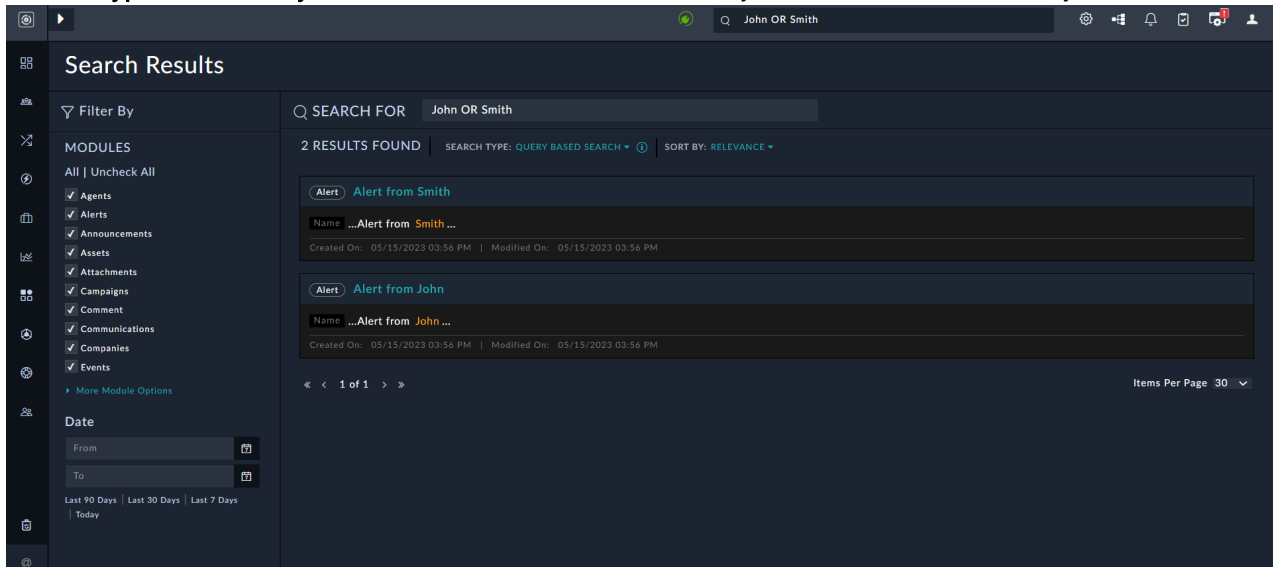 John OR Smith
Search Results
Filter By
SEARCH FOR John OR Smith
MODULES
All | Uncheck All
Agents
Alerts
Announcements
Assets
Attachments
Campaigns
Comment
Communications
Companies
Events
More Module Options
Date
From
To
Last 90 Days | Last 30 Days | Last 7 Days
| Today
2 RESULTS FOUND SEARCH TYPE: QUERY BASED SEARCH SORT BY: RELEVANCE
Alert Alert from Smith
Name ...Alert from Smith ...
Created On: 05/15/2023 03:56 PM | Modified On: 05/15/2023 03:56 PM
Alert Alert from John
Name ...Alert from John ...
Created On: 05/15/2023 03:56 PM | Modified On: 05/15/2023 03:56 PM
« < 1 of 1 > »
Items Per Page 30